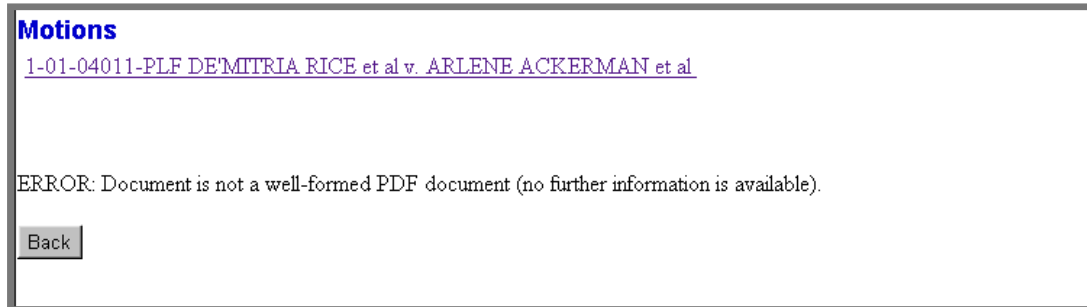 Motions
1-01-04011-PLF DE'MITRIA RICE et al v. ARLENE ACKERMAN et al
ERROR: Document is not a well-formed PDF document (no further information is available).
Back